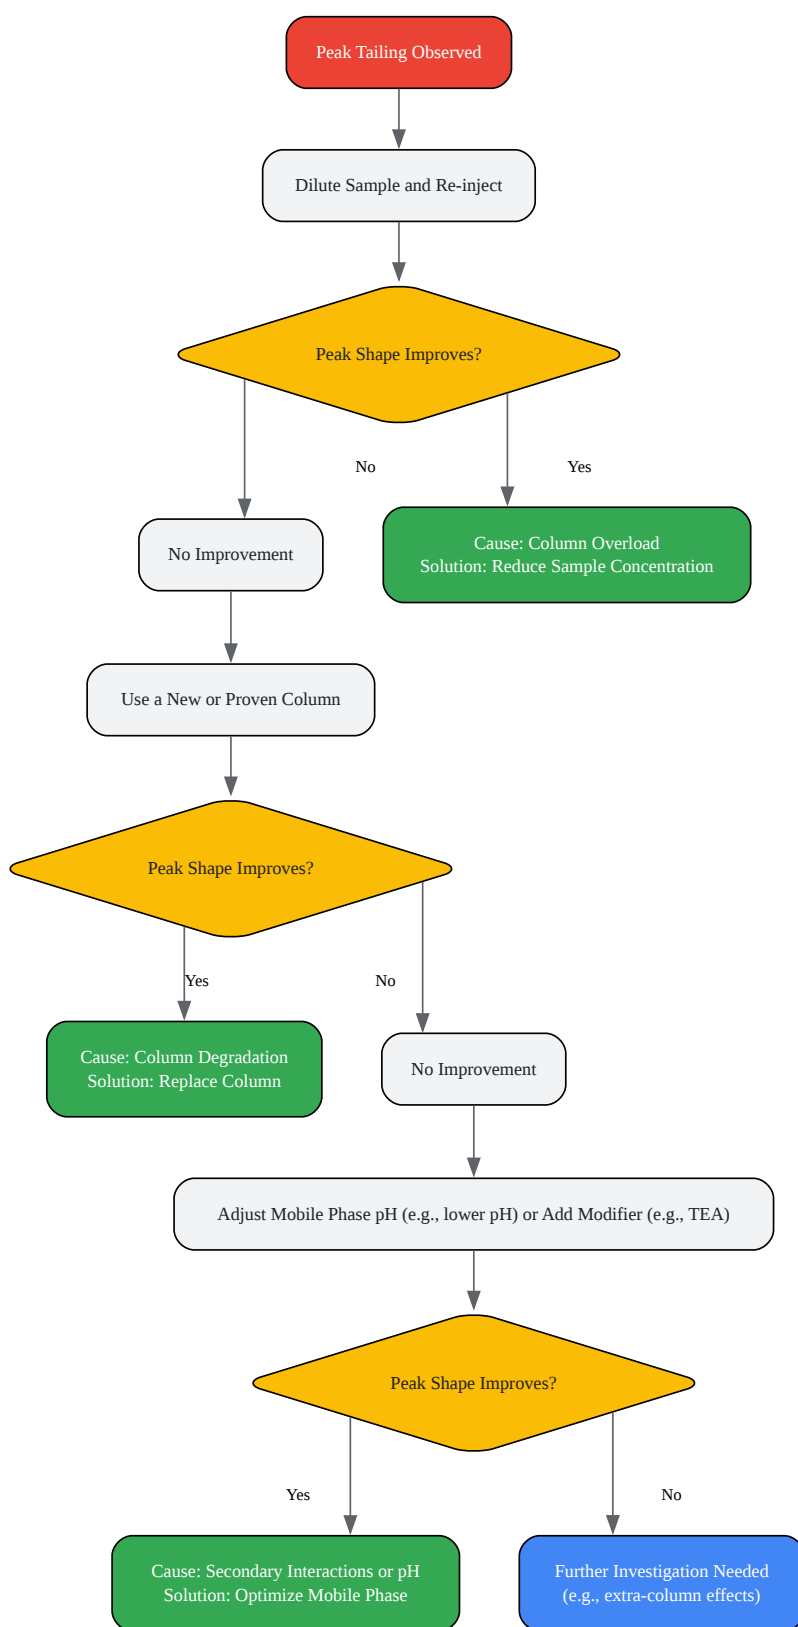 Peak Tailing Observed
Dilute Sample and Re-inject
Peak Shape Improves?
No
Yes
No Improvement
Cause: Column Overload
Solution: Reduce Sample Concentration
Use a New or Proven Column
Peak Shape Improves?
Yes
No
Cause: Column Degradation
Solution: Replace Column
No Improvement
Adjust Mobile Phase pH (e.g., lower pH) or Add Modifier (e.g., TEA)
Peak Shape Improves?
Yes
No
Cause: Secondary Interactions or pH
Solution: Optimize Mobile Phase
Further Investigation Needed
(e.g., extra-column effects)